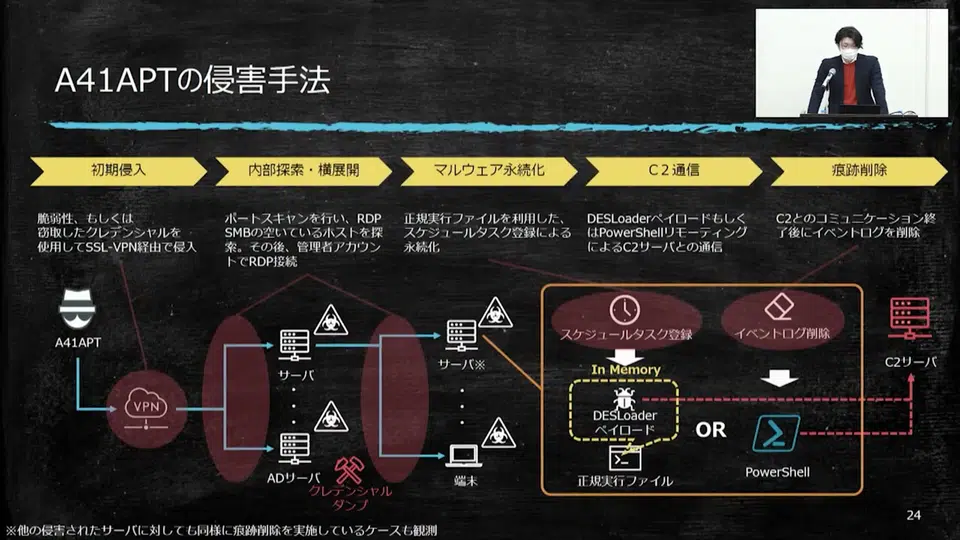 A41APTの侵害手法
初期侵入
内部探索・横展開
マルウェア永続化
C2通信
痕跡削除
脆弱性、もしくは
窃取したクレデンシャルを
使用してSSL-VPN経由で侵入
ポートスキャンを行い、RDP
SMBの空いているホストを探
索。その後、管理者アカウン
トでRDP接続
正規実行ファイルを利用した、
スケジュールタスク登録による
永続化
DESLoaderペイロードもしく
はPowerShellリモーティング
によるC2サーバとの通信
C2とのコミュニケーション終
了後にイベントログを削除
A41APT
VPN
サーバ
ADサーバ
クレデンシャル
ダンプ
サーバ※
端末
スケジュールタスク登録
In Memory
DESLoader
ペイロード
正規実行ファイル
OR
イベントログ削除
PowerShell
C2サーバ
24
※他の侵害されたサーバに対しても同様に痕跡削除を実施しているケースも観測